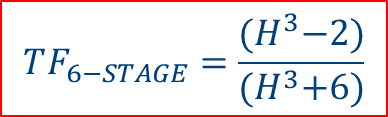 TF₆₋STAGE = (H³−2)/(H³+6)